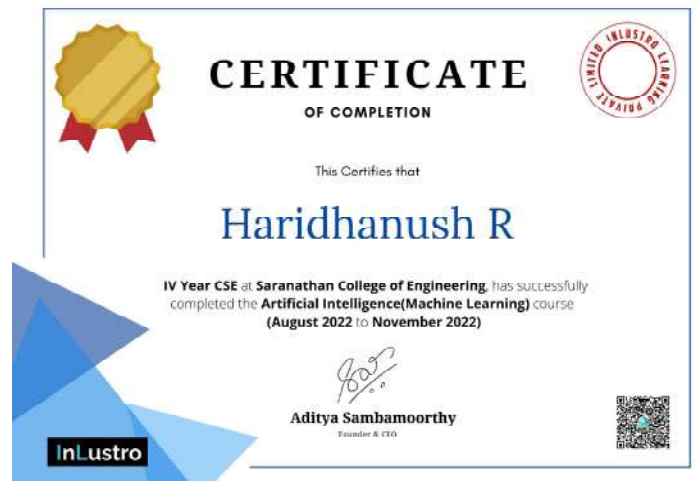 CERTIFICATE
INLUSTRO LEARNING PRIVATE LIMITED
OF COMPLETION
This Certifies that
Haridhanush R
IV Year CSE at Saranathan College of Engineering, has successfully
completed the Artificial Intelligence(Machine Learning) course
(August 2022 to November 2022)
Aditya Sambamoorthy
Founder & CEO
InLustro